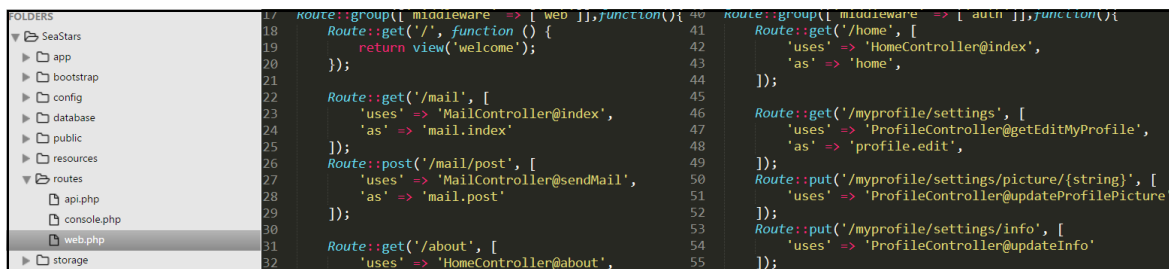 FOLDERS
SeaStars
app
bootstrap
config
database
public
resources
routes
api.php
console.php
web.php
storage
17 Route::group(['middleware' => ['web']],function(){
18 Route::get('/', function () {
19 return view('welcome');
20 });
21
22 Route::get('/mail', [
23 'uses' => 'MailController@index',
24 'as' => 'mail.index'
25 ]);
26 Route::post('/mail/post', [
27 'uses' => 'MailController@sendMail',
28 'as' => 'mail.post'
29 ]);
30
31 Route::get('/about', [
32 'uses' => 'HomeController@about',
40 Route::group(['middleware' => ['auth']],function(){
41 Route::get('/home', [
42 'uses' => 'HomeController@index',
43 'as' => 'home',
44 ]);
45
46 Route::get('/myprofile/settings', [
47 'uses' => 'ProfileController@getEditMyProfile',
48 'as' => 'profile.edit',
49 ]);
50 Route::put('/myprofile/settings/picture/{string}', [
51 'uses' => 'ProfileController@updateProfilePicture'
52 ]);
53 Route::put('/myprofile/settings/info', [
54 'uses' => 'ProfileController@updateInfo'
55 ]);